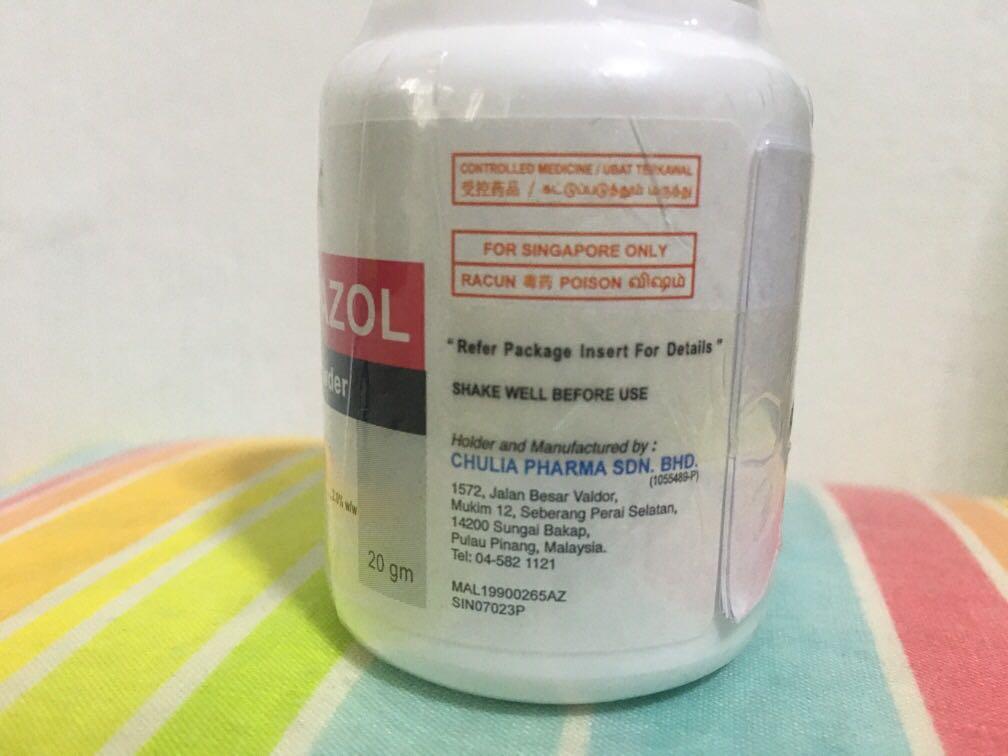 AZOL
CONTROLLED MEDICINE / UBAT TERKAWAL
受控药品 / கட்டுப்படுத்தும் மருந்து
FOR SINGAPORE ONLY
RACUN 毒药 POISON விஷம்
"Refer Package Insert For Details"
SHAKE WELL BEFORE USE
Holder and Manufactured by :
CHULIA PHARMA SDN. BHD.
(1055489-P)
1572, Jalan Besar Valdor,
Mukim 12, Seberang Perai Selatan,
14200 Sungai Bakap,
Pulau Pinang, Malaysia.
Tel: 04-582 1121
MAL19900265AZ
SIN07023P
2.0% w/w
20 gm